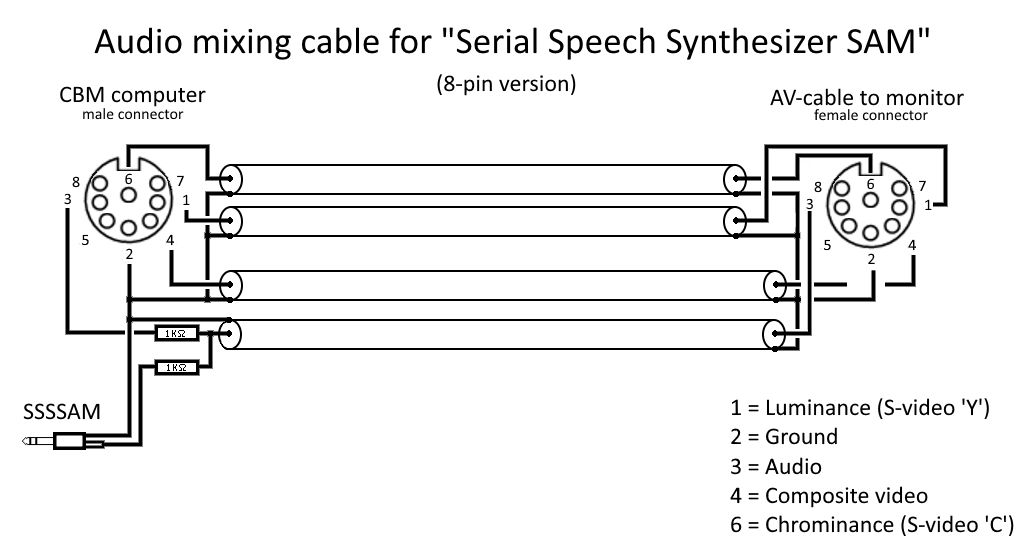 Audio mixing cable for "Serial Speech Synthesizer SAM"
(8-pin version)
CBM computer
male connector
AV-cable to monitor
female connector
8 6 7
3 1
5 4
2
8 6 7
3 1
5 4
2
1KΩ
1KΩ
SSSSAM
1 = Luminance (S-video 'Y')
2 = Ground
3 = Audio
4 = Composite video
6 = Chrominance (S-video 'C')